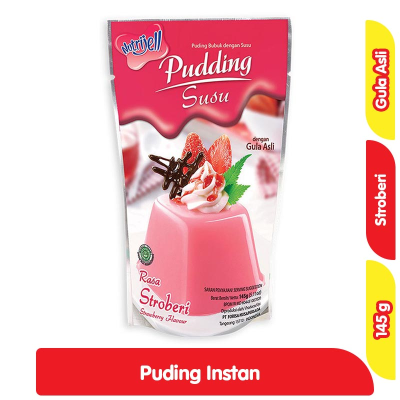 nutrijell
Puding Bubuk dengan Susu
Pudding
Susu
dengan
Gula Asli
Rasa
Stroberi
Strawberry Flavour
145g
Puding Instan
Gula Asli
Stroberi
145 g